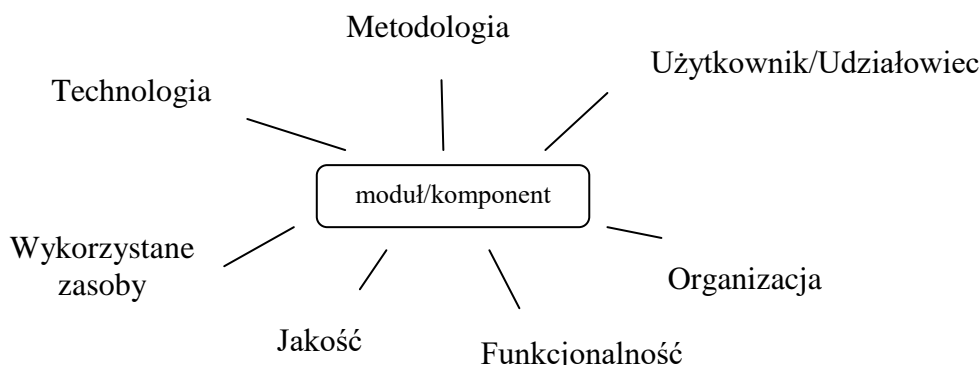 Metodologia
Użytkownik/Udziałowiec
Technologia
moduł/komponent
Wykorzystane
zasoby
Organizacja
Jakość
Funkcjonalność